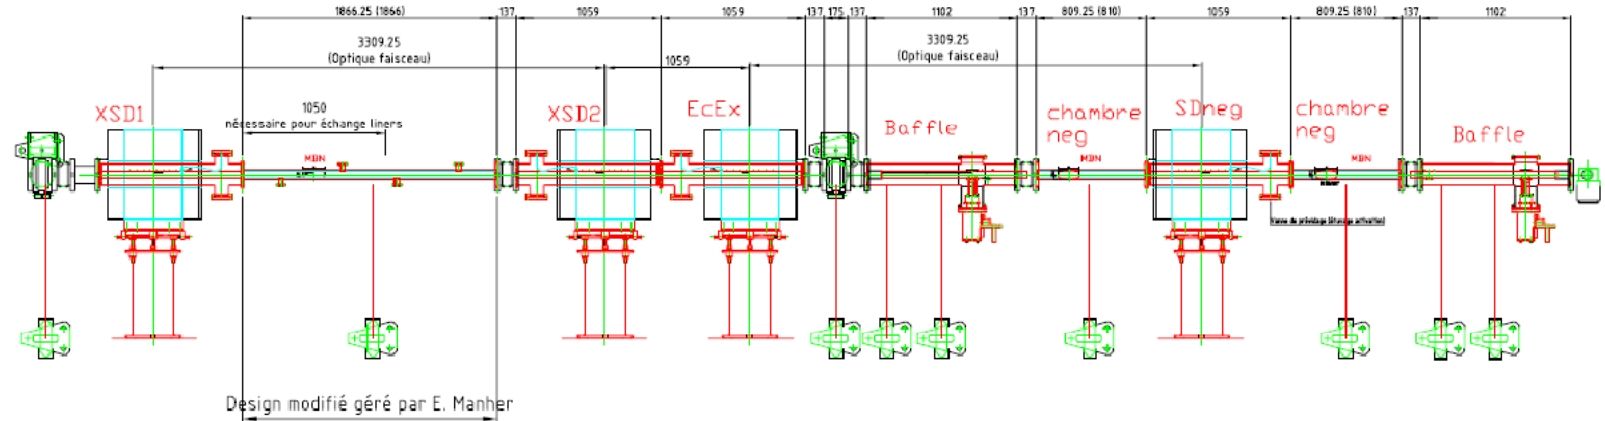 1866.25 (1866)
137
1059
1059
137
175
137
1102
137
809.25 (810)
1059
809.25 (810)
137
1102
3309.25
(Optique faisceau)
1059
3309.25
(Optique faisceau)
XSD1
1050
nécessaire pour échange liners
XSD2
EcEx
Baffle
chambre
neg
SDneg
chambre
neg
Baffle
MBN
MBN
MBN
Design modifié géré par E. Manher